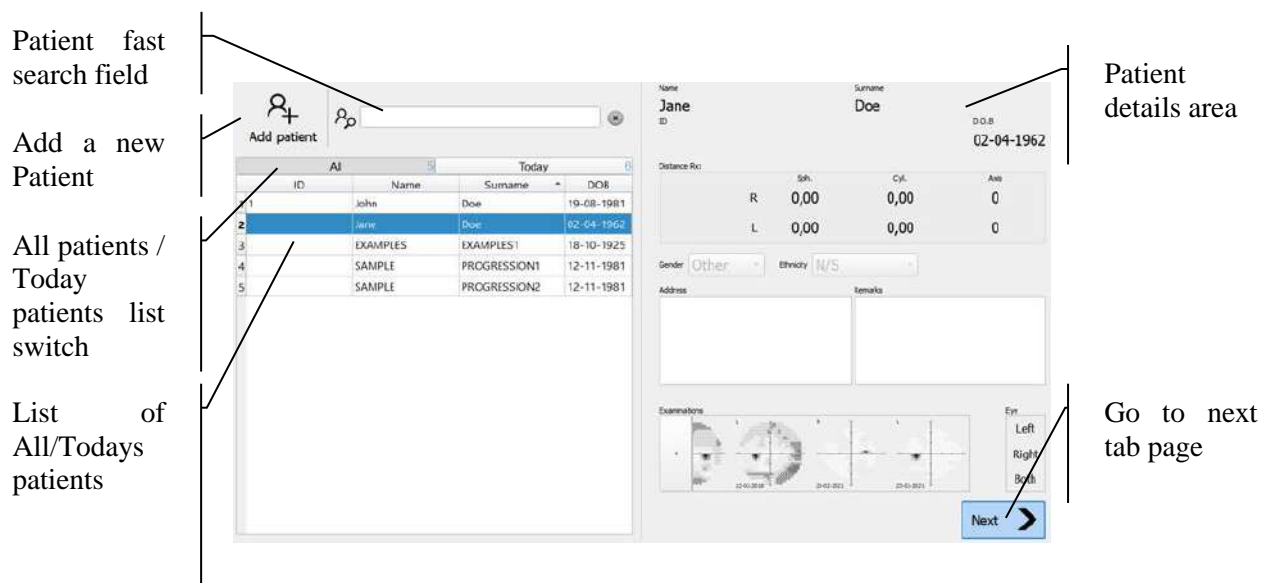 Patient fast
search field
Add a new
Patient
All patients /
Today
patients list
switch
List of
All/Todays
patients
Add patient
All 5 Today 6
ID Name Surname DOB
1 1 John Doe 19-08-1981
2 Jane Doe 02-04-1962
3 EXAMPLES EXAMPLES1 18-10-1925
4 SAMPLE PROGRESSION1 12-11-1981
5 SAMPLE PROGRESSION2 12-11-1981
Name Surname
Jane Doe
ID D.O.B
02-04-1962
Distance Rx:
Sph. Cyl. Axis
R 0,00 0,00 0
L 0,00 0,00 0
Gender Other Ethnicity N/S
Address Remarks
Examinations Eye
Left
Right
Both
Next
Patient
details area
Go to next
tab page